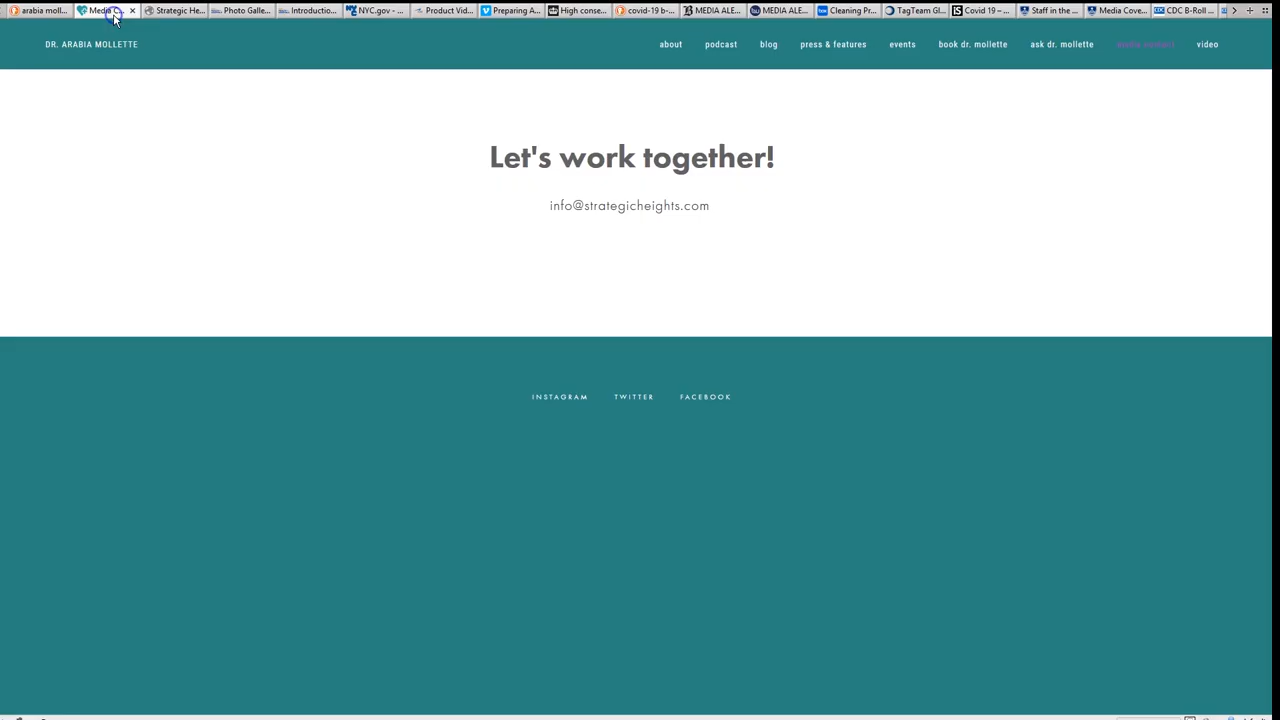 arabia moll...
Media C...
Strategic He...
Photo Galle...
Introductio...
NYC.gov - ...
Product Vid...
Preparing A...
High conse...
covid-19 b-...
MEDIA ALE...
MEDIA ALE...
Cleaning Pr...
TagTeam Gl...
Covid 19 – ...
Staff in the ...
Media Cove...
CDC B-Roll ...
DR. ARABIA MOLLETTE
about
podcast
blog
press & features
events
book dr. mollette
ask dr. mollette
media contact
video
Let's work together!
info@strategicheights.com
INSTAGRAM
TWITTER
FACEBOOK